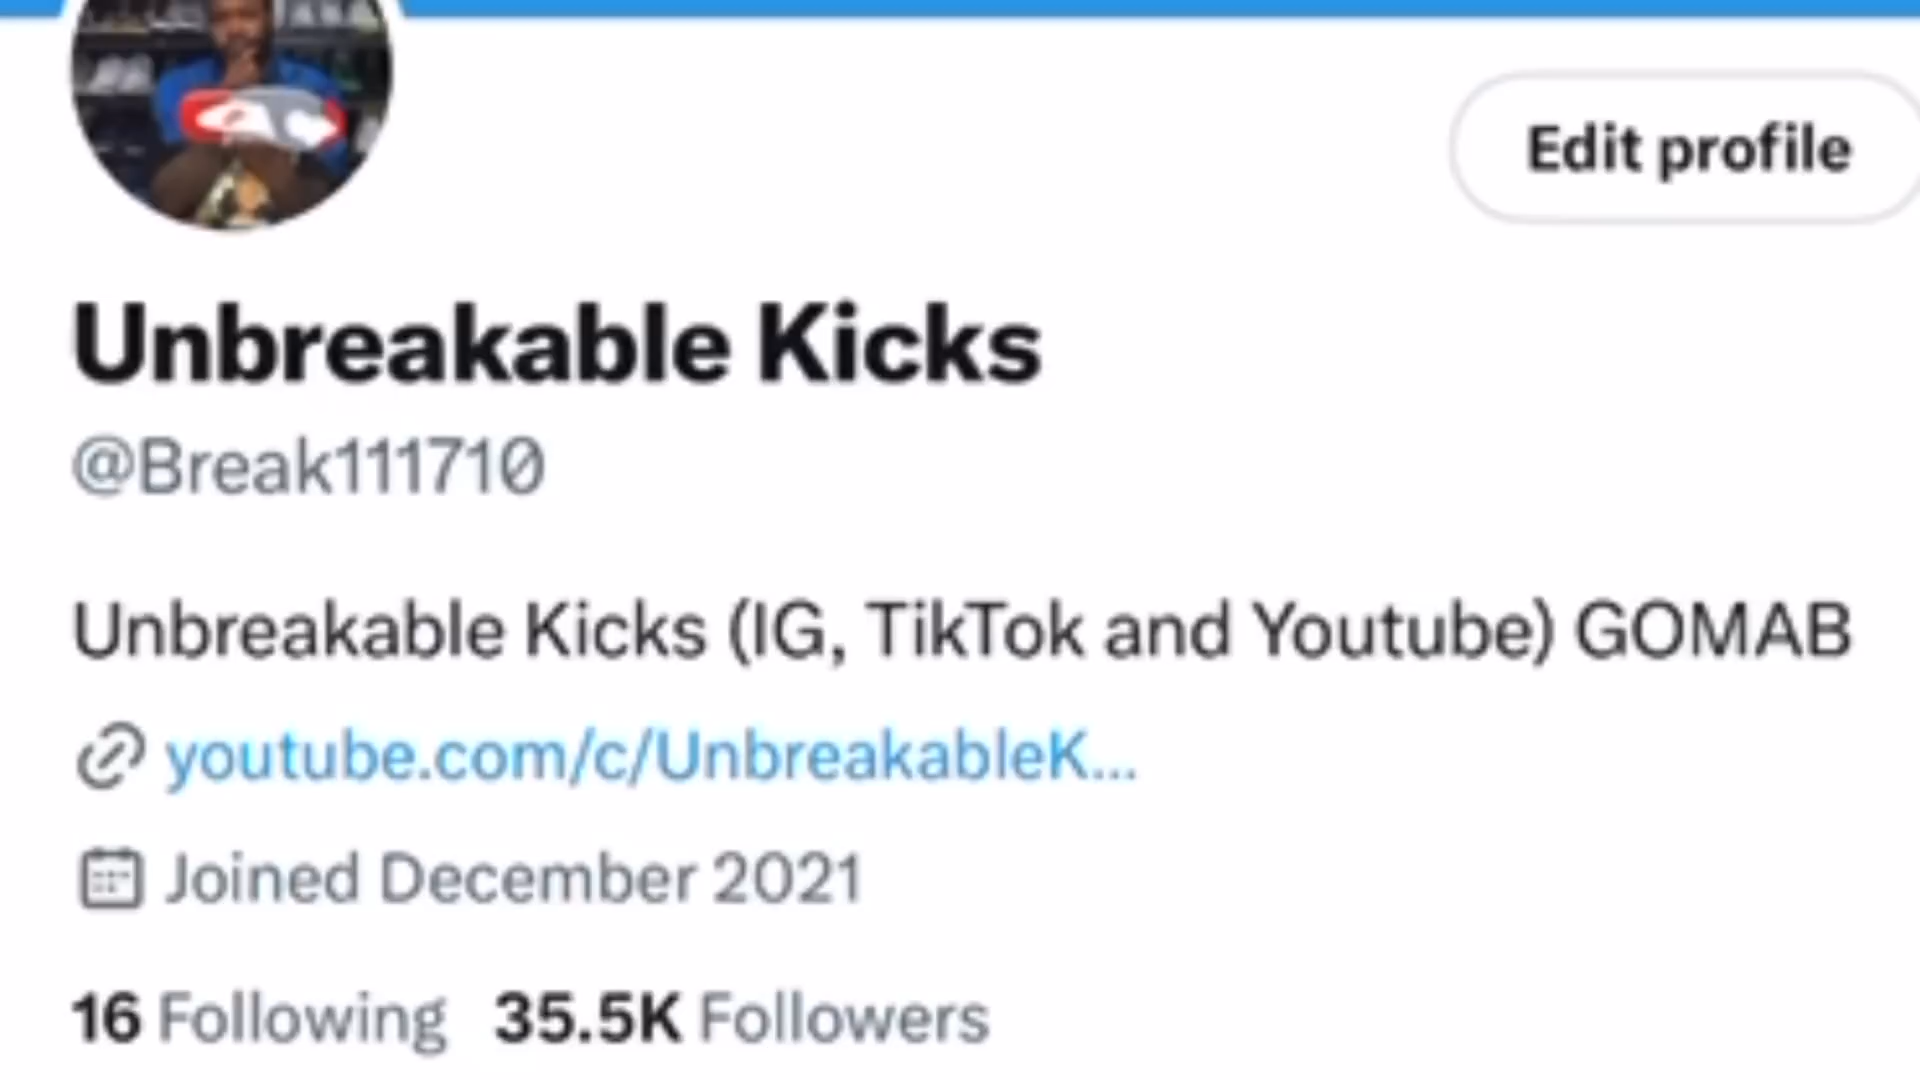 Edit profile
Unbreakable Kicks
@Break111710
Unbreakable Kicks (IG, TikTok and Youtube) GOMAB
youtube.com/c/UnbreakableK...
Joined December 2021
16 Following 35.5K Followers